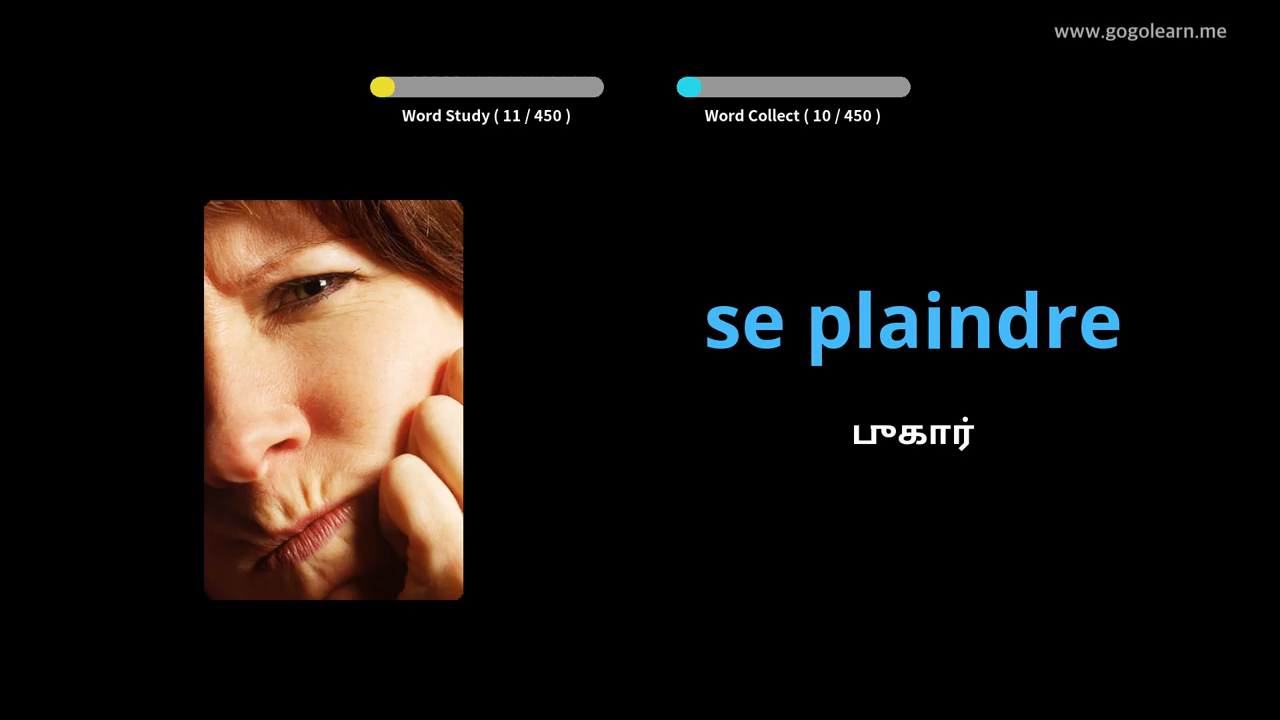 www.gogolearn.me
Word Study ( 11 / 450 )
Word Collect ( 10 / 450 )
se plaindre
புகார்